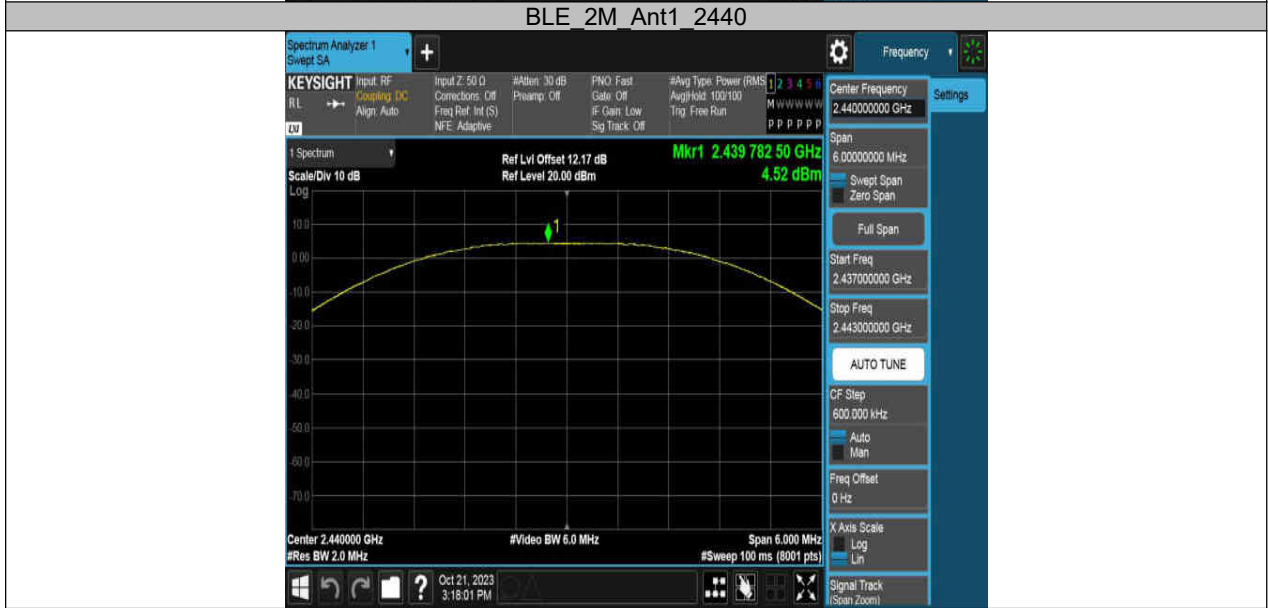 BLE_2M_Ant1_2440
Spectrum Analyzer 1
Swept SA
+
Frequency
KEYSIGHT
RL
LXI
Input: RF
Coupling: DC
Align: Auto
Input Z: 50 Ω
Corrections: Off
Freq Ref: Int (S)
NFE: Adaptive
#Atten: 30 dB
Preamp: Off
PNO: Fast
Gate: Off
IF Gain: Low
Sig Track: Off
#Avg Type: Power (RMS
Avg|Hold: 100/100
Trig: Free Run
1 2 3 4 5 6
M W W W W W
P P P P P P
1 Spectrum
Scale/Div 10 dB
Ref Lvl Offset 12.17 dB
Ref Level 20.00 dBm
Mkr1 2.439 782 50 GHz
4.52 dBm
Log
10.0
0.00
-10.0
-20.0
-30.0
-40.0
-50.0
-60.0
-70.0
1
Center 2.440000 GHz
#Res BW 2.0 MHz
#Video BW 6.0 MHz
Span 6.000 MHz
#Sweep 100 ms (8001 pts)
Oct 21, 2023
3:18:01 PM
?
Center Frequency
2.440000000 GHz
Settings
Span
6.00000000 MHz
Swept Span
Zero Span
Full Span
Start Freq
2.437000000 GHz
Stop Freq
2.443000000 GHz
AUTO TUNE
CF Step
600.000 kHz
Auto
Man
Freq Offset
0 Hz
X Axis Scale
Log
Lin
Signal Track
(Span Zoom)